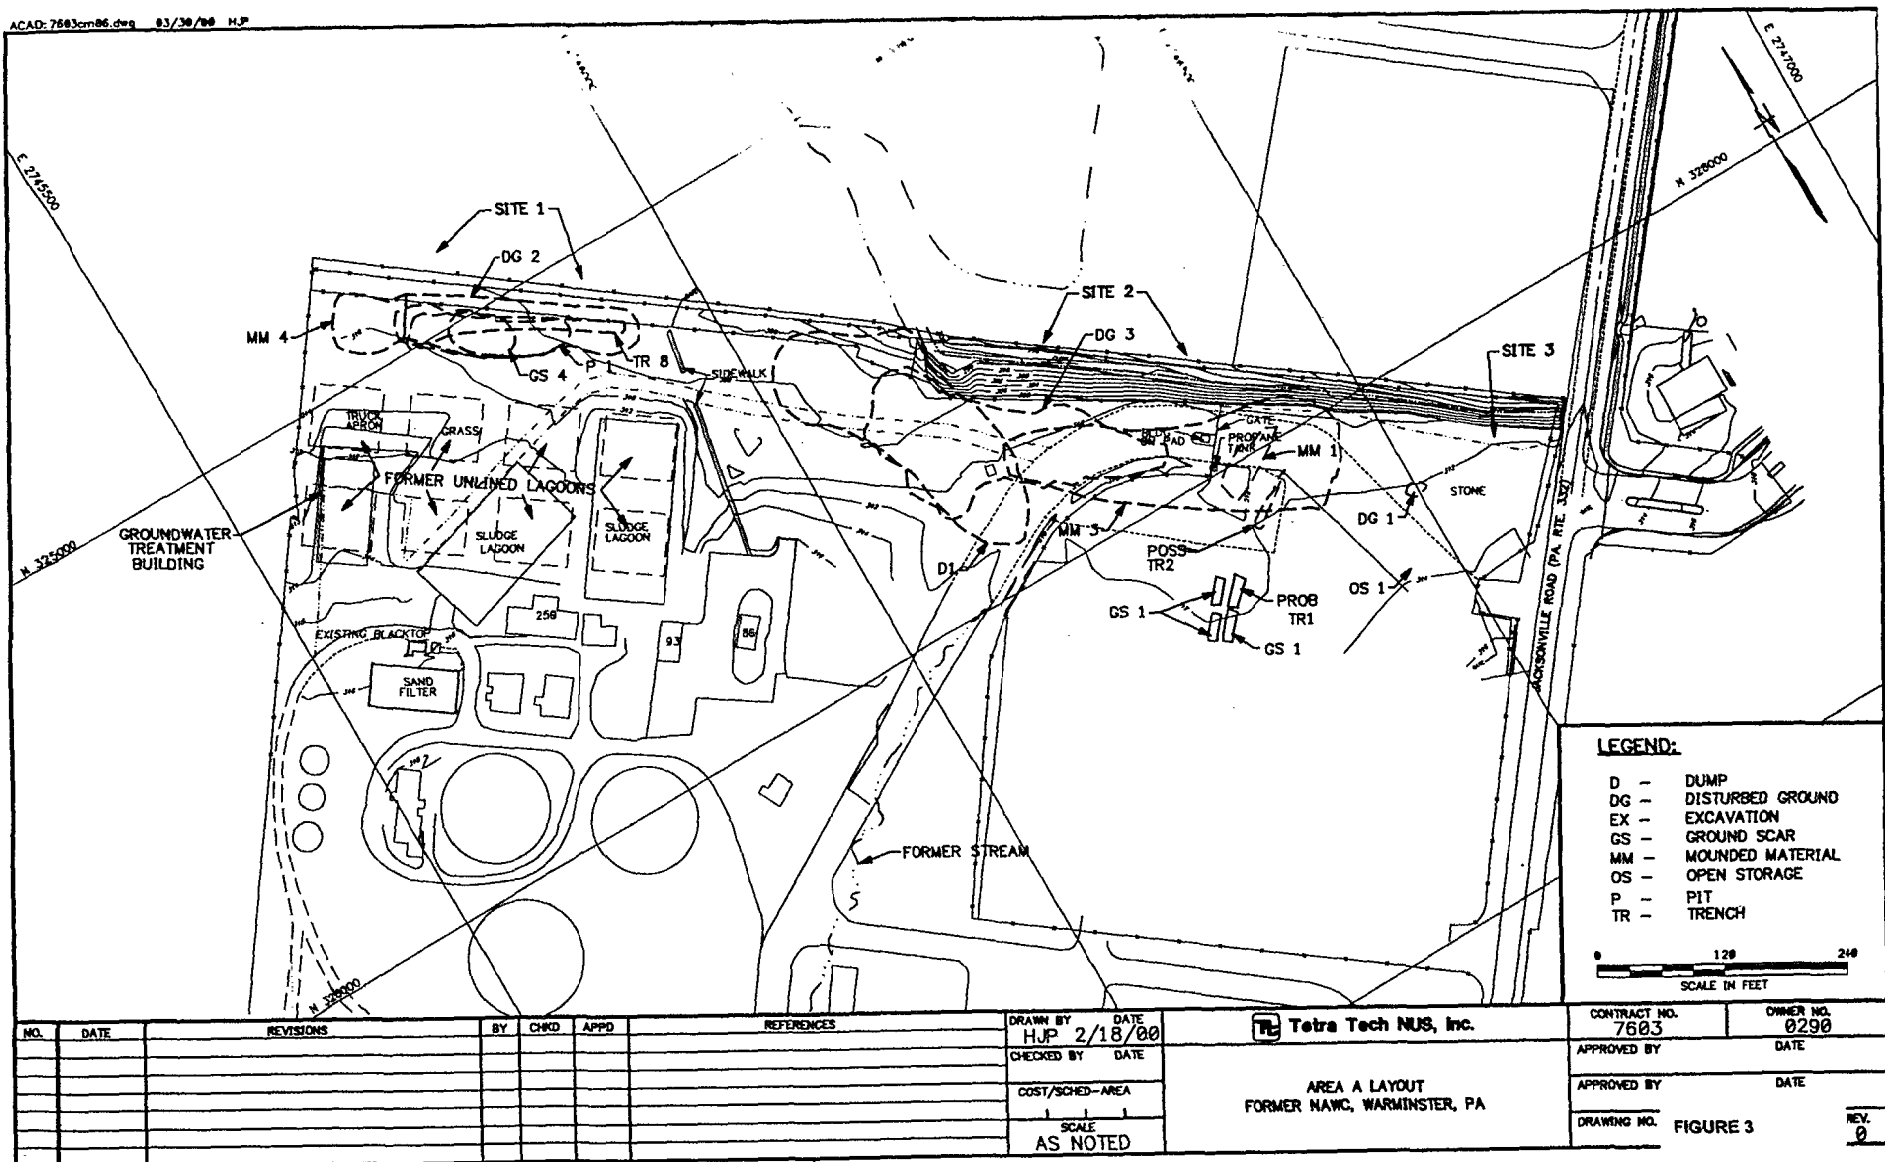 ACAD: 7603cm06.dwg 03/30/00 HJP
E 2747000
E 2745500
N 326000
SITE 1
DG 2
SITE 2
MM 4
DG 3
SITE 3
GS 4
P 1
TR 8
SIDEWALK
TRUCK
APRON
GRASS
GATE
PROPANE
TANK
MM 1
FORMER UNLINED LAGOONS
STONE
GROUNDWATER
TREATMENT
BUILDING
SLUDGE
LAGOON
SLUDGE
LAGOON
MM 3
DG 1
POSS
TR2
N 325000
D1
OS 1
JACKSONVILLE ROAD (PA. RTE. 332)
GS 1
PROB
TR1
GS 1
EXISTING BLACKTOP
93
86
SAND
FILTER
FORMER STREAM
LEGEND:
D - DUMP
DG - DISTURBED GROUND
EX - EXCAVATION
GS - GROUND SCAR
MM - MOUNDED MATERIAL
OS - OPEN STORAGE
P - PIT
TR - TRENCH
0 120 240
SCALE IN FEET
NO. DATE REVISIONS BY CHKD APPD REFERENCES
DRAWN BY DATE
HJP 2/18/00
CHECKED BY DATE
COST/SCHED-AREA
SCALE
AS NOTED
Tt Tetra Tech NUS, Inc.
AREA A LAYOUT
FORMER NAWC, WARMINSTER, PA
CONTRACT NO.
7603
OWNER NO.
0290
APPROVED BY DATE
APPROVED BY DATE
DRAWING NO. FIGURE 3
REV.
0